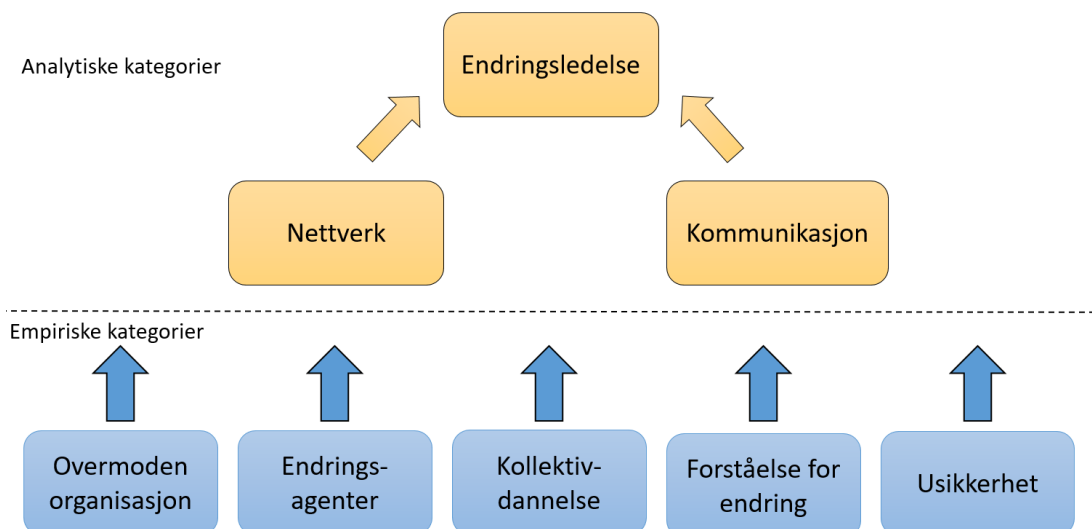 Analytiske kategorier
Endringsledelse
Nettverk
Kommunikasjon
Empiriske kategorier
Overmoden
organisasjon
Endrings-
agenter
Kollektiv-
dannelse
Forståelse for
endring
Usikkerhet